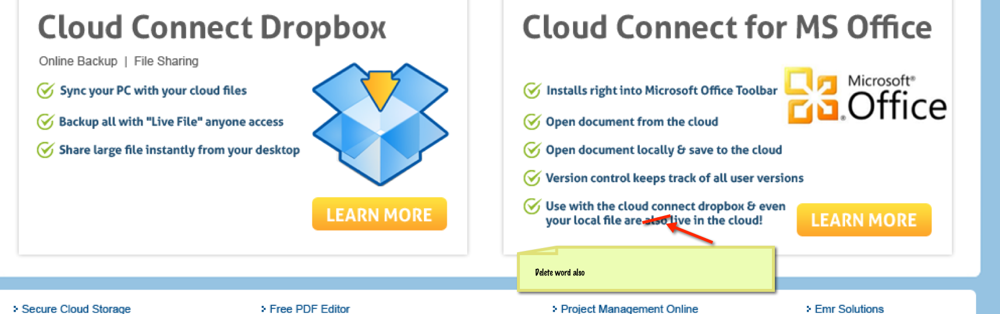 Cloud Connect Dropbox
Online Backup | File Sharing
Sync your PC with your cloud files
Backup all with "Live File" anyone access
Share large file instantly from your desktop
LEARN MORE
Cloud Connect for MS Office
Installs right into Microsoft Office Toolbar
Open document from the cloud
Open document locally & save to the cloud
Version control keeps track of all user versions
Use with the cloud connect dropbox & even
your local file are also live in the cloud!
Microsoft®
Office
LEARN MORE
Delete word also
Secure Cloud Storage
Free PDF Editor
Project Management Online
Emr Solutions